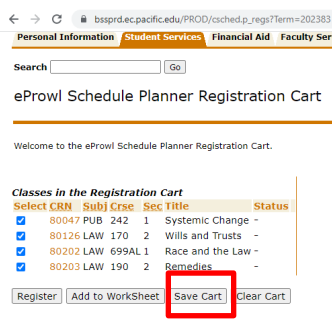 bssprd.ec.pacific.edu/PROD/csched.p_regs?Term=202383
Personal Information Student Services Financial Aid Faculty Ser
Search Go
eProwl Schedule Planner Registration Cart
Welcome to the eProwl Schedule Planner Registration Cart.
Classes in the Registration Cart
Select CRN Subj Crse Sec Title Status
80047 PUB 242 1 Systemic Change -
80126 LAW 170 2 Wills and Trusts -
80202 LAW 699AL 1 Race and the Law -
80203 LAW 190 2 Remedies -
Register Add to WorkSheet Save Cart Clear Cart